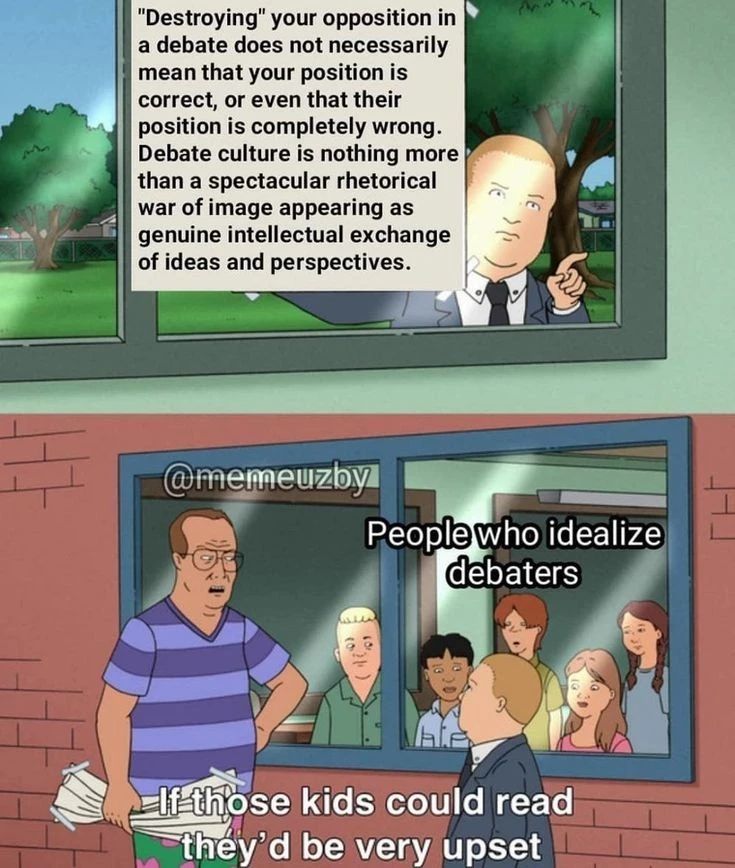 "Destroying" your opposition in
a debate does not necessarily
mean that your position is
correct, or even that their
position is completely wrong.
Debate culture is nothing more
than a spectacular rhetorical
war of image appearing as
genuine intellectual exchange
of ideas and perspectives.
@memeuzby
People who idealize
debaters
If those kids could read
they'd be very upset